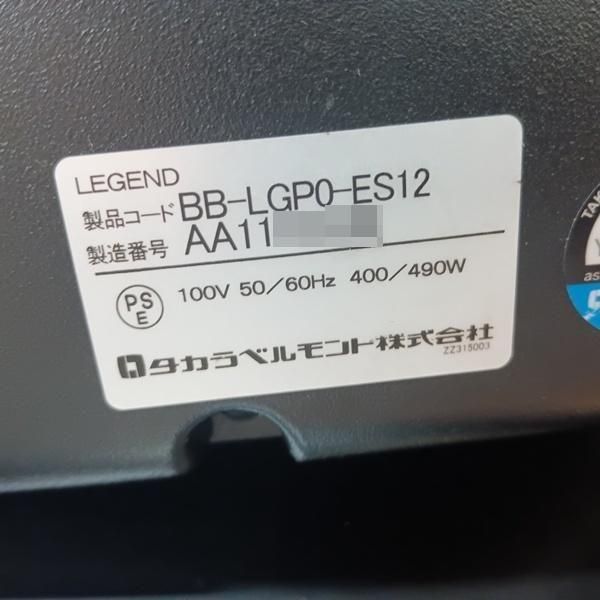 LEGEND
製品コード BB-LGP0-ES12
製造番号 AA11
PS
E
100V 50/60Hz 400/490W
タカラベルモント株式会社
ZZ315003